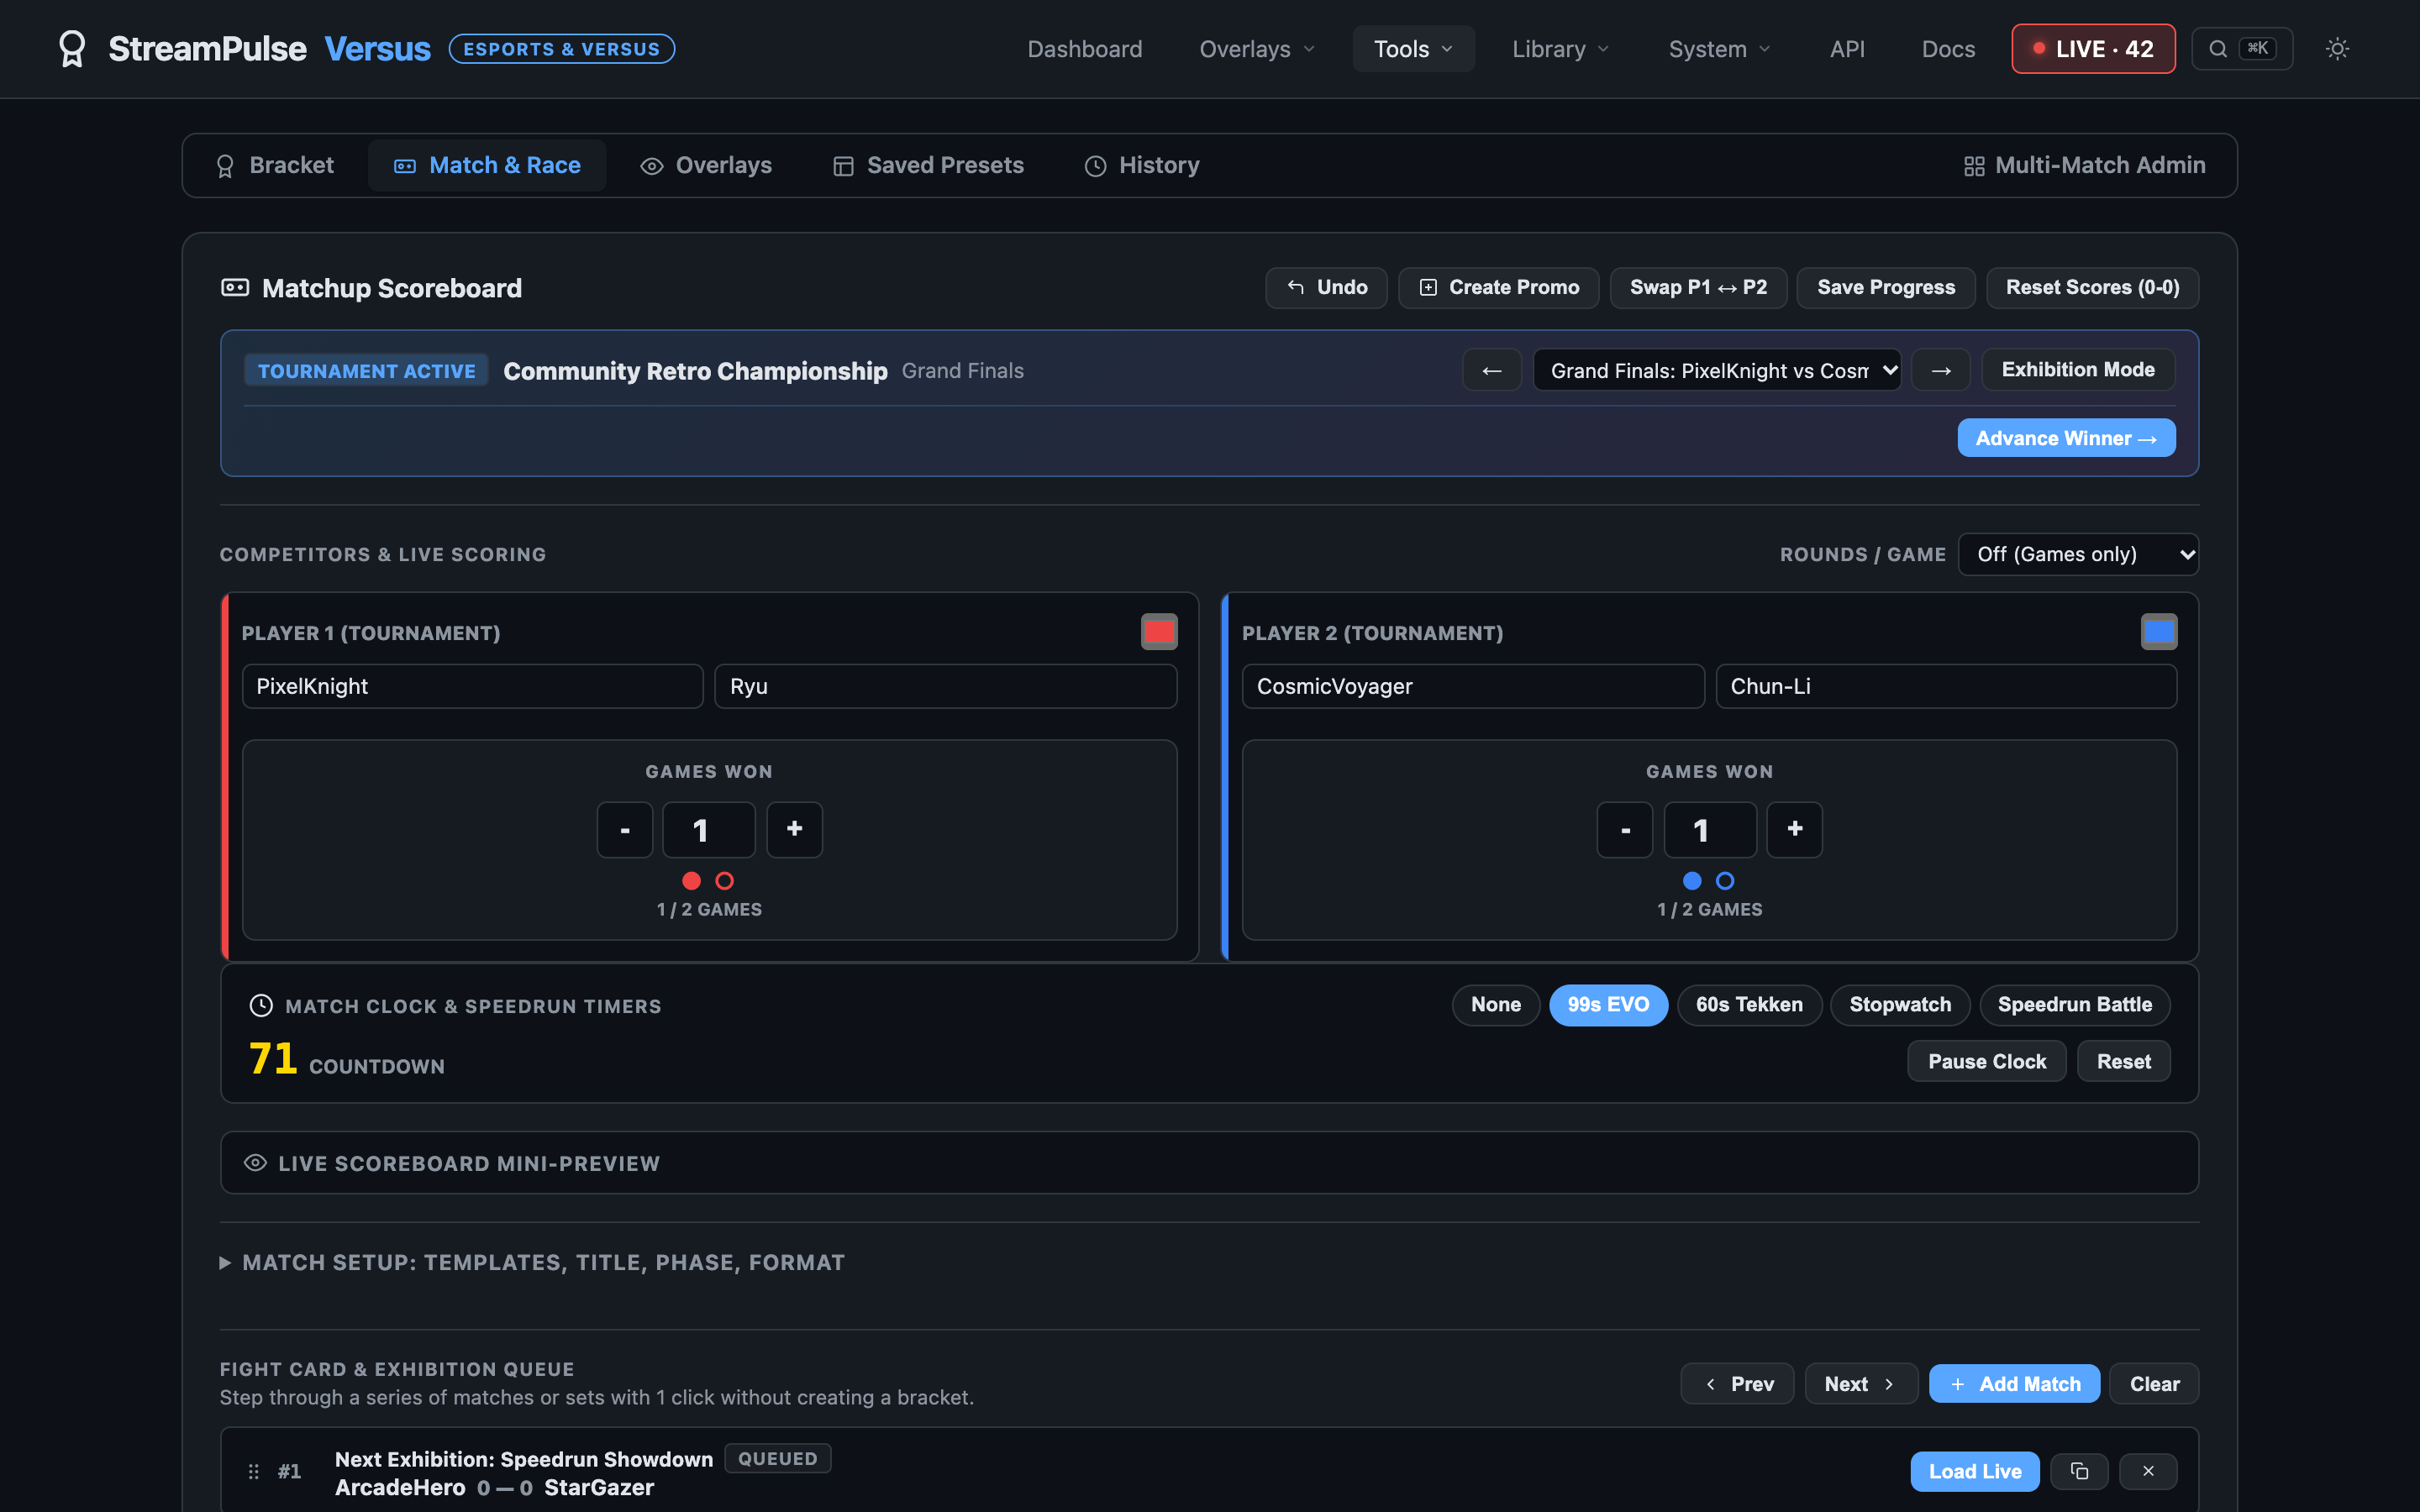 StreamPulse Versus ESPORTS & VERSUS Dashboard Overlays Tools Library System API Docs LIVE · 42 ⌘K
Bracket Match & Race Overlays Saved Presets History Multi-Match Admin
Matchup Scoreboard Undo Create Promo Swap P1 ↔ P2 Save Progress Reset Scores (0-0)
TOURNAMENT ACTIVE Community Retro Championship Grand Finals ← Grand Finals: PixelKnight vs Cosm → Exhibition Mode
Advance Winner →
COMPETITORS & LIVE SCORING ROUNDS / GAME Off (Games only)
PLAYER 1 (TOURNAMENT) PLAYER 2 (TOURNAMENT)
PixelKnight Ryu CosmicVoyager Chun-Li
GAMES WON GAMES WON
- 1 + - 1 +
1 / 2 GAMES 1 / 2 GAMES
MATCH CLOCK & SPEEDRUN TIMERS None 99s EVO 60s Tekken Stopwatch Speedrun Battle
71 COUNTDOWN Pause Clock Reset
LIVE SCOREBOARD MINI-PREVIEW
MATCH SETUP: TEMPLATES, TITLE, PHASE, FORMAT
FIGHT CARD & EXHIBITION QUEUE
Step through a series of matches or sets with 1 click without creating a bracket.
Prev Next + Add Match Clear
#1 Next Exhibition: Speedrun Showdown QUEUED
ArcadeHero 0 — 0 StarGazer
Load Live